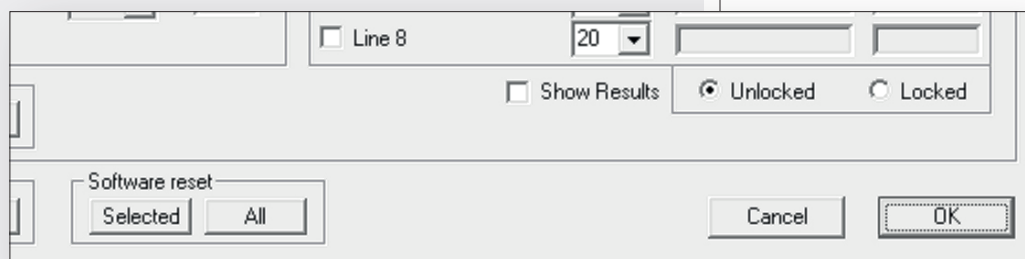 Line 8 20
Show Results Unlocked Locked
Software reset
Selected All Cancel OK